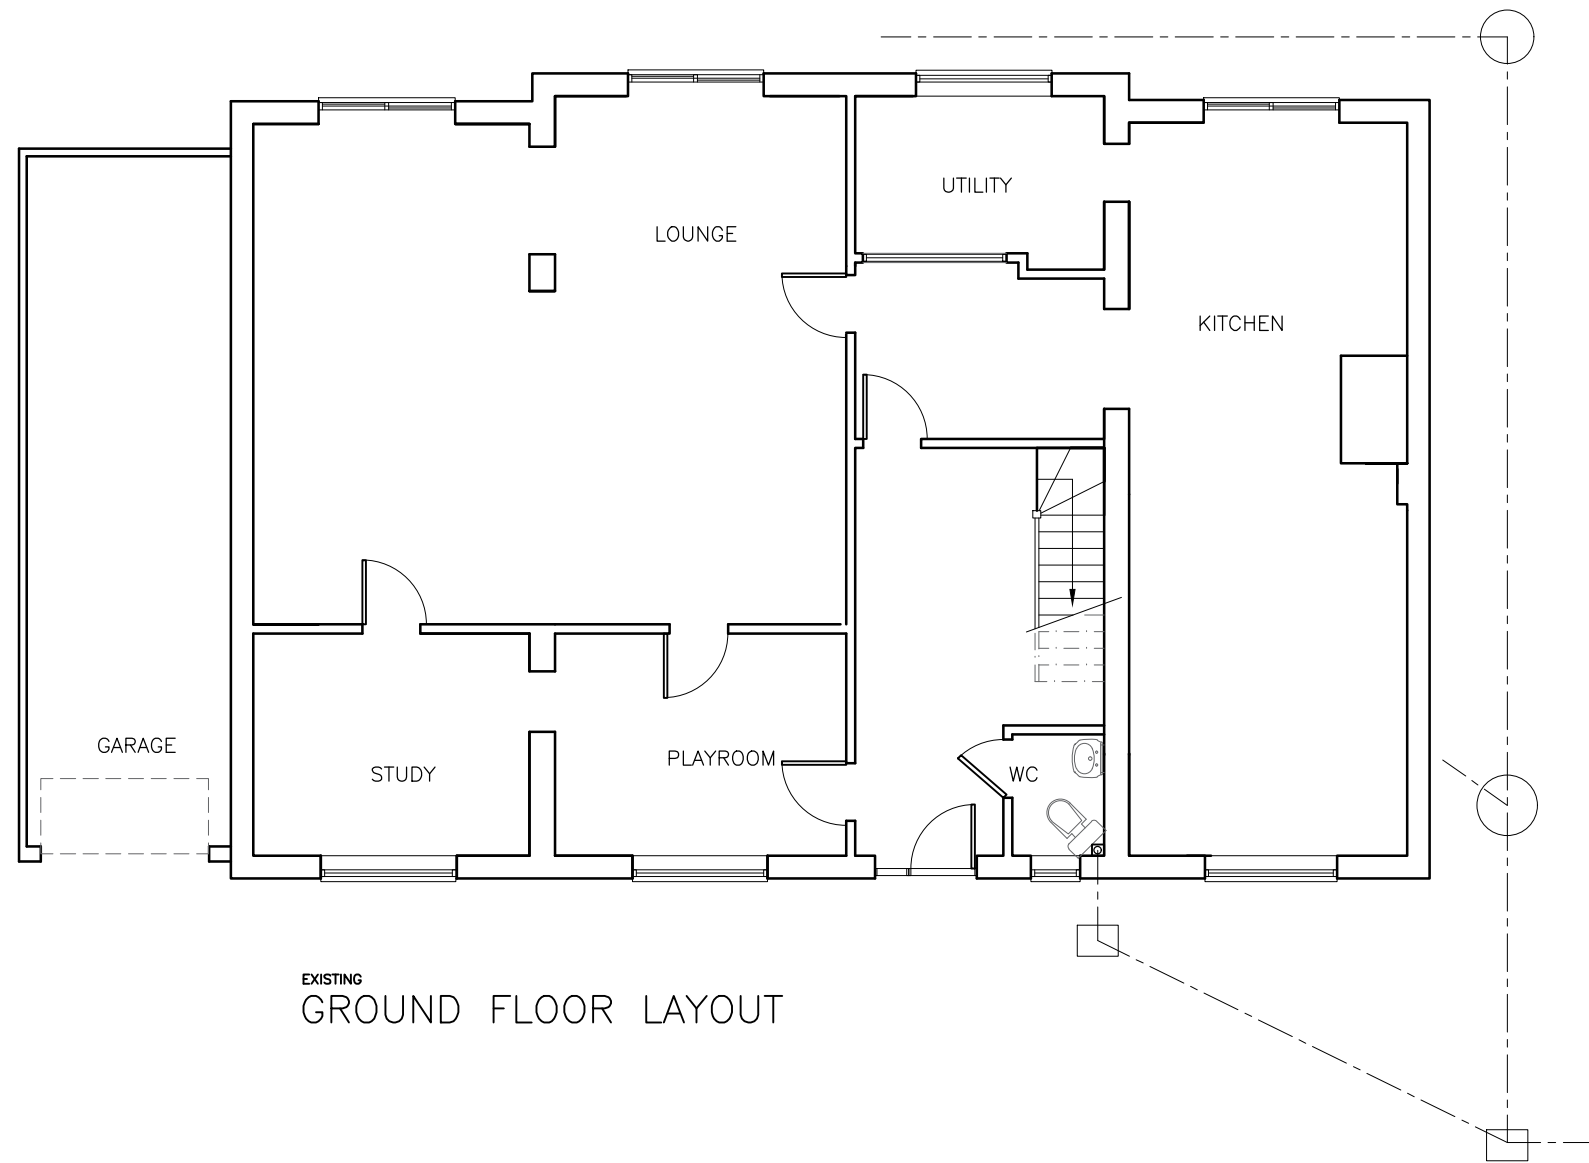 UTILITY
LOUNGE
KITCHEN
GARAGE
STUDY
PLAYROOM
WC
EXISTING
GROUND FLOOR LAYOUT